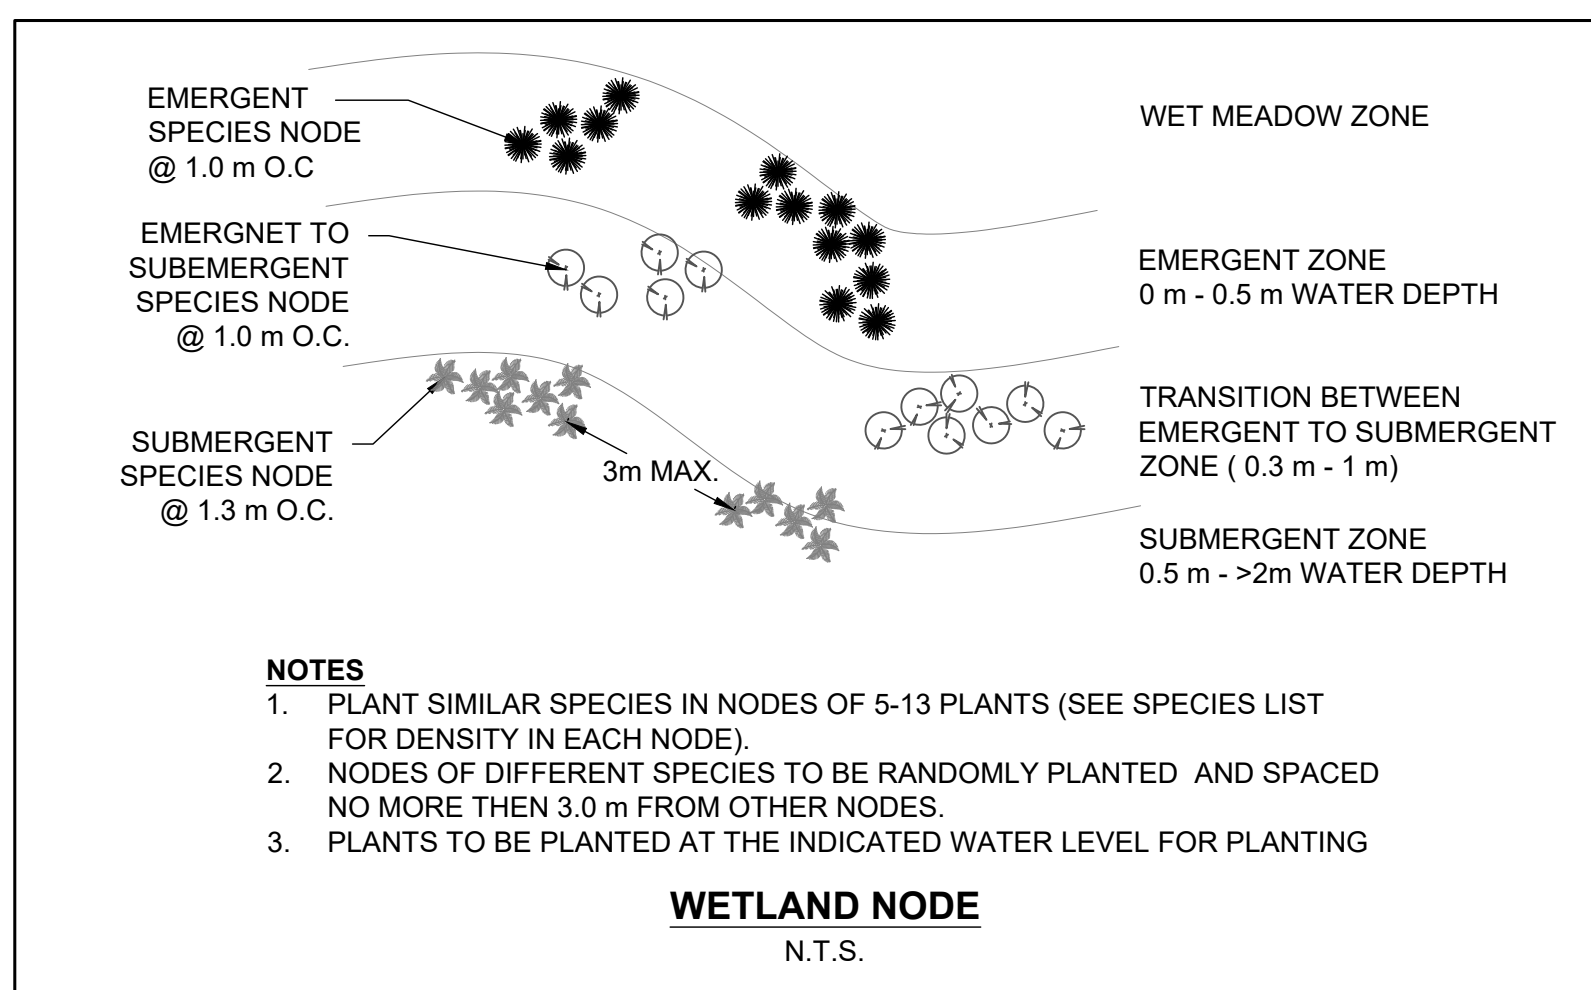 EMERGENT
SPECIES NODE
@ 1.0 m O.C
WET MEADOW ZONE
EMERGNET TO
SUBEMERGENT
SPECIES NODE
@ 1.0 m O.C.
EMERGENT ZONE
0 m - 0.5 m WATER DEPTH
SUBMERGENT
SPECIES NODE
@ 1.3 m O.C.
3m MAX.
TRANSITION BETWEEN
EMERGENT TO SUBMERGENT
ZONE ( 0.3 m - 1 m)
SUBMERGENT ZONE
0.5 m - >2m WATER DEPTH
NOTES
1. PLANT SIMILAR SPECIES IN NODES OF 5-13 PLANTS (SEE SPECIES LIST
FOR DENSITY IN EACH NODE).
2. NODES OF DIFFERENT SPECIES TO BE RANDOMLY PLANTED AND SPACED
NO MORE THEN 3.0 m FROM OTHER NODES.
3. PLANTS TO BE PLANTED AT THE INDICATED WATER LEVEL FOR PLANTING
WETLAND NODE
N.T.S.